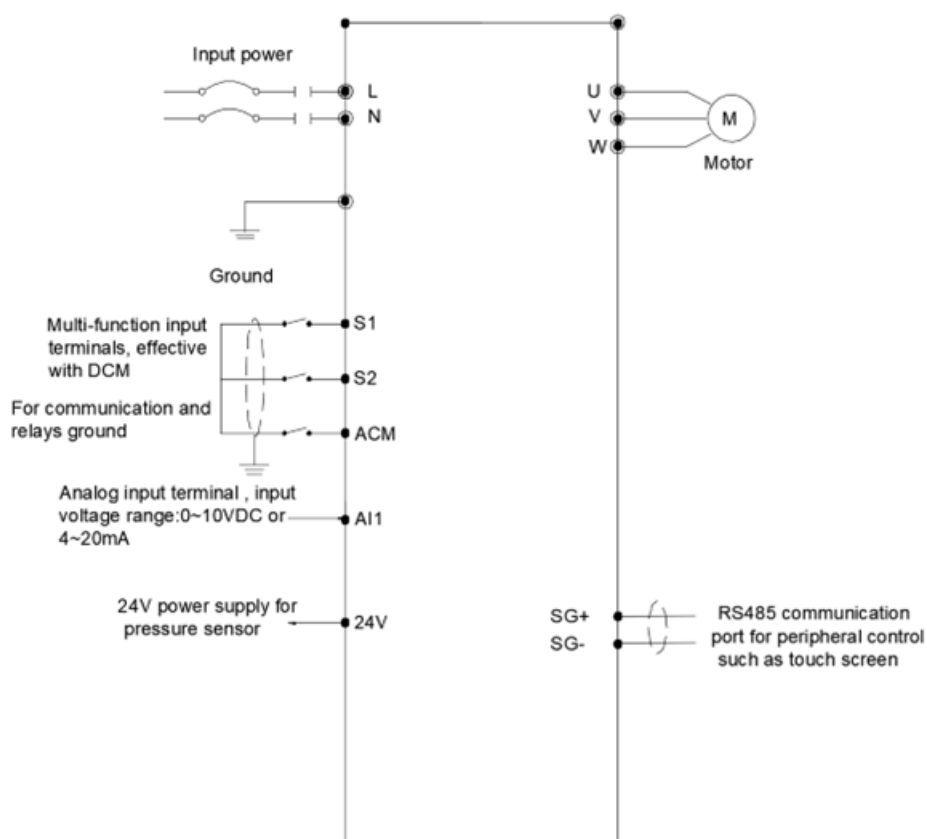 Input power
L
N
U
V
W
M
Motor
Ground
Multi-function input
terminals, effective
with DCM
For communication and
relays ground
S1
S2
ACM
Analog input terminal , input
voltage range:0~10VDC or
4~20mA
AI1
24V power supply for
pressure sensor
24V
SG+
SG-
RS485 communication
port for peripheral control
such as touch screen